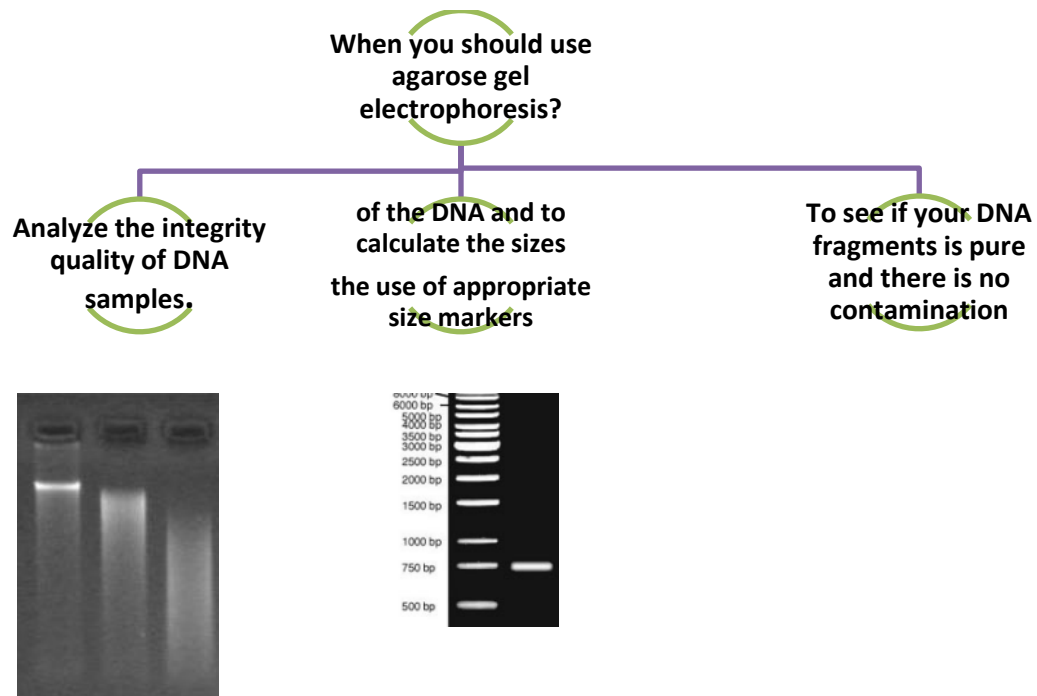 When you should use
agarose gel
electrophoresis?
Analyze the integrity
quality of DNA
samples.
of the DNA and to
calculate the sizes
the use of appropriate
size markers
To see if your DNA
fragments is pure
and there is no
contamination
6000 bp
5000 bp
4000 bp
3500 bp
3000 bp
2500 bp
2000 bp
1500 bp
1000 bp
750 bp
500 bp